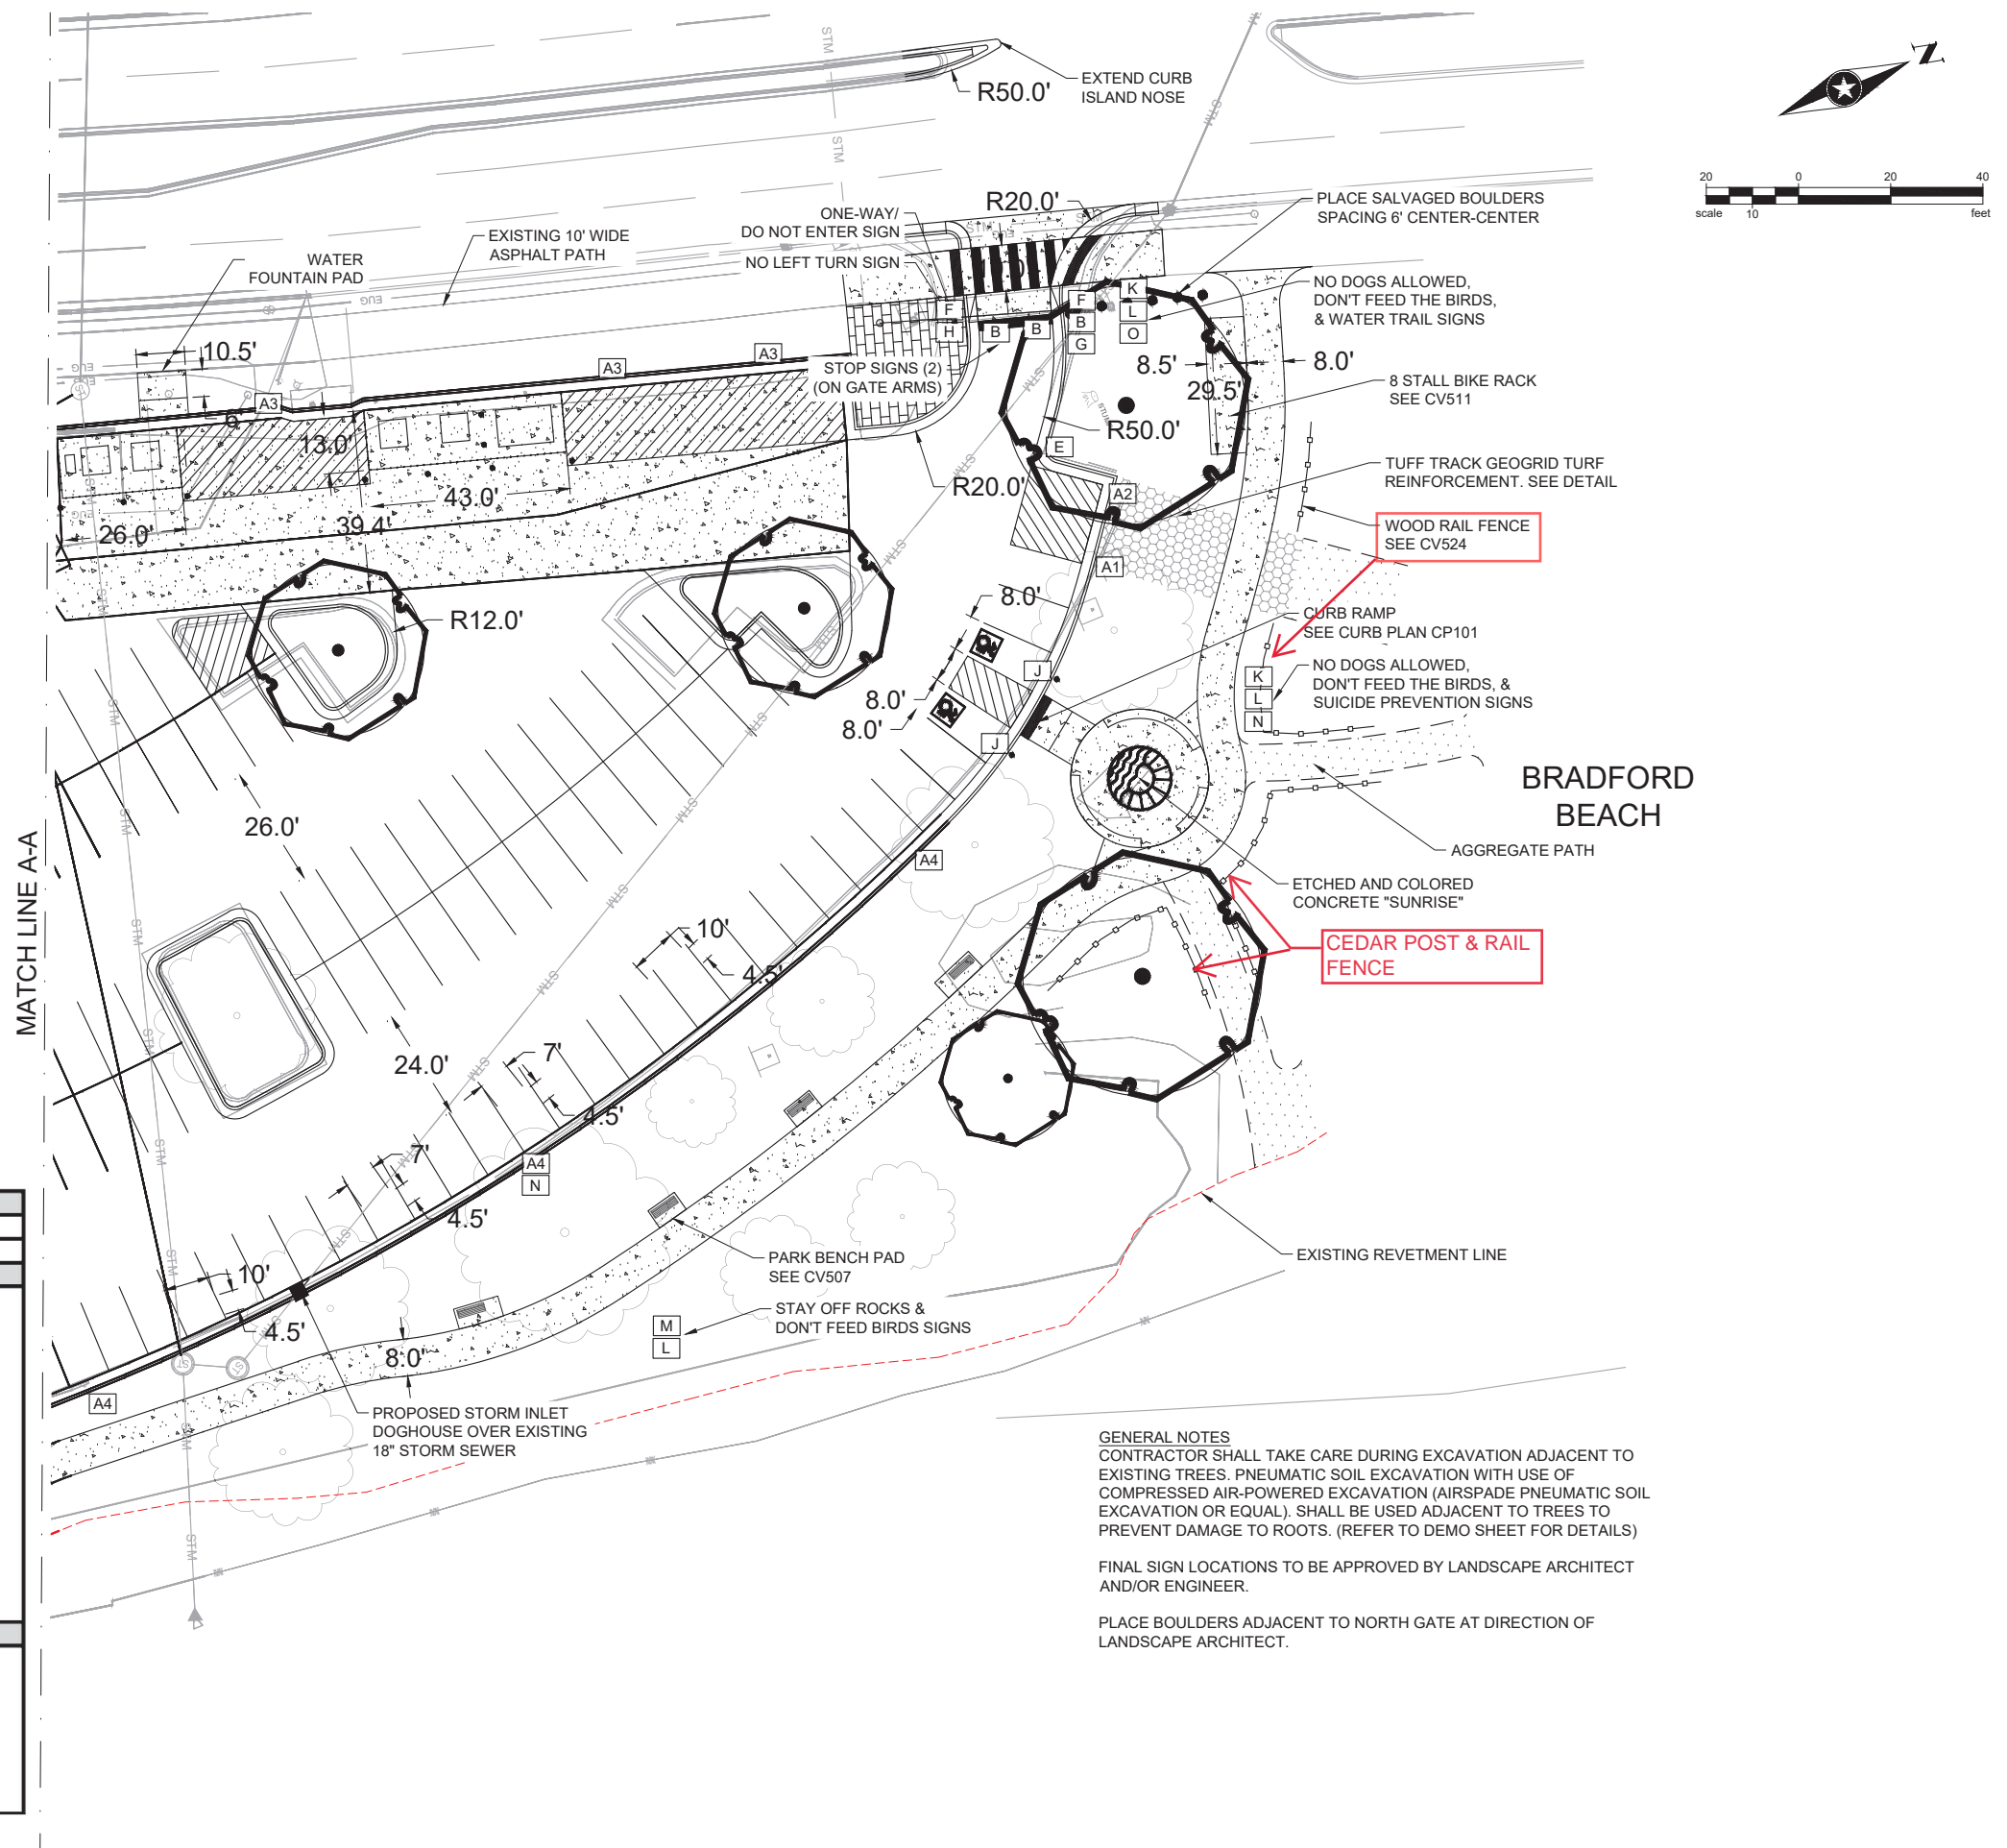 EXTEND CURB
ISLAND NOSE
R50.0'
N
20 0 20 40
scale 10 feet
STM
STM
STM
R20.0'
ONE-WAY/
DO NOT ENTER SIGN
NO LEFT TURN SIGN
PLACE SALVAGED BOULDERS
SPACING 6' CENTER-CENTER
EXISTING 10' WIDE
ASPHALT PATH
WATER
FOUNTAIN PAD
EUG
EUG
NO DOGS ALLOWED,
DON'T FEED THE BIRDS,
& WATER TRAIL SIGNS
K
L
O
F
H
B
B
F
B
G
10.5'
A3
A3
A3
STOP SIGNS (2)
(ON GATE ARMS)
8.5'
29.5'
8.0'
8 STALL BIKE RACK
SEE CV511
R50.0'
E
6'
13.0'
43.0'
39.4'
26.0'
R20.0'
A2
TUFF TRACK GEOGRID TURF
REINFORCEMENT. SEE DETAIL
WOOD RAIL FENCE
SEE CV524
A1
8.0'
8.0'
8.0'
R12.0'
CURB RAMP
SEE CURB PLAN CP101
J
J
K
L
N
NO DOGS ALLOWED,
DON'T FEED THE BIRDS, &
SUICIDE PREVENTION SIGNS
BRADFORD
BEACH
AGGREGATE PATH
26.0'
A4
ETCHED AND COLORED
CONCRETE "SUNRISE"
MATCH LINE A-A
CEDAR POST & RAIL
FENCE
10'
4.5'
24.0'
7'
4.5'
7'
4.5'
A4
N
10'
4.5'
8.0'
A4
PARK BENCH PAD
SEE CV507
EXISTING REVETMENT LINE
M
L
STAY OFF ROCKS &
DON'T FEED BIRDS SIGNS
PROPOSED STORM INLET
DOGHOUSE OVER EXISTING
18" STORM SEWER
GENERAL NOTES
CONTRACTOR SHALL TAKE CARE DURING EXCAVATION ADJACENT TO
EXISTING TREES. PNEUMATIC SOIL EXCAVATION WITH USE OF
COMPRESSED AIR-POWERED EXCAVATION (AIRSPADE PNEUMATIC SOIL
EXCAVATION OR EQUAL). SHALL BE USED ADJACENT TO TREES TO
PREVENT DAMAGE TO ROOTS. (REFER TO DEMO SHEET FOR DETAILS)
FINAL SIGN LOCATIONS TO BE APPROVED BY LANDSCAPE ARCHITECT
AND/OR ENGINEER.
PLACE BOULDERS ADJACENT TO NORTH GATE AT DIRECTION OF
LANDSCAPE ARCHITECT.